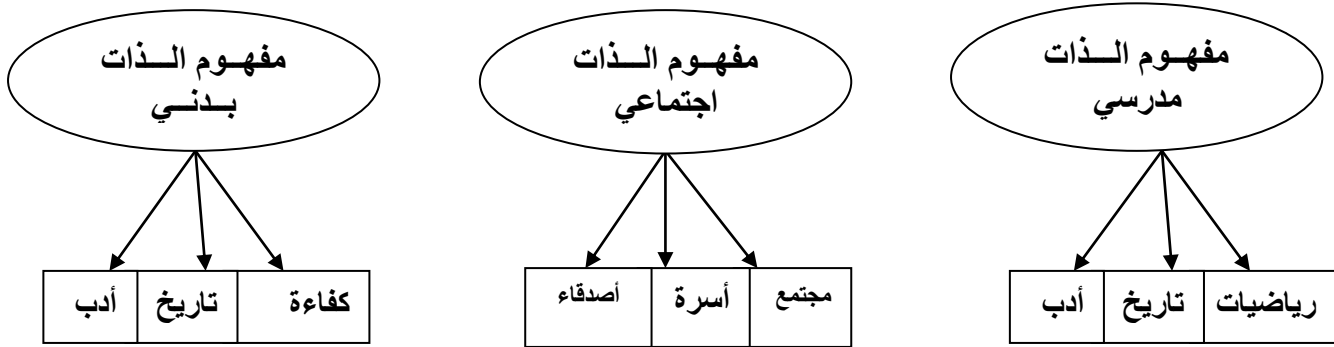 مفهوم الذات
مدرسي
رياضيات تاريخ أدب
مفهوم الذات
اجتماعي
مجتمع أسرة أصدقاء
مفهوم الذات
بدني
كفاءة تاريخ أدب